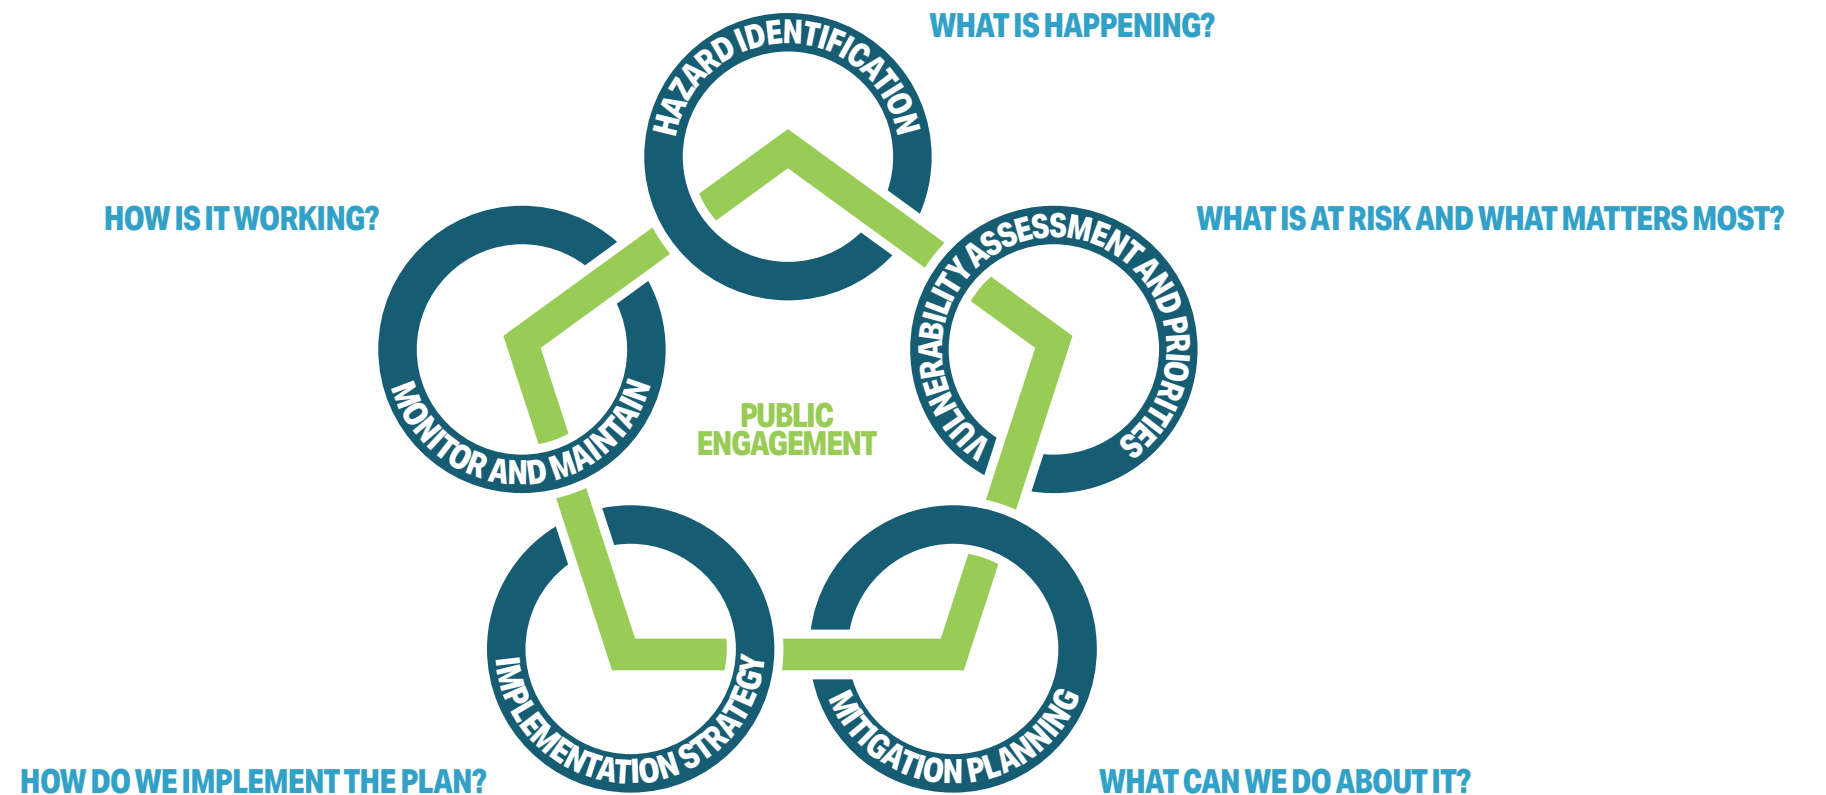 WHAT IS HAPPENING?
HAZARD IDENTIFICATION
WHAT IS AT RISK AND WHAT MATTERS MOST?
VULNERABILITY ASSESSMENT AND PRIORITIES
HOW IS IT WORKING?
MONITOR AND MAINTAIN
PUBLIC
ENGAGEMENT
IMPLEMENTATION STRATEGY
MITIGATION PLANNING
HOW DO WE IMPLEMENT THE PLAN?
WHAT CAN WE DO ABOUT IT?